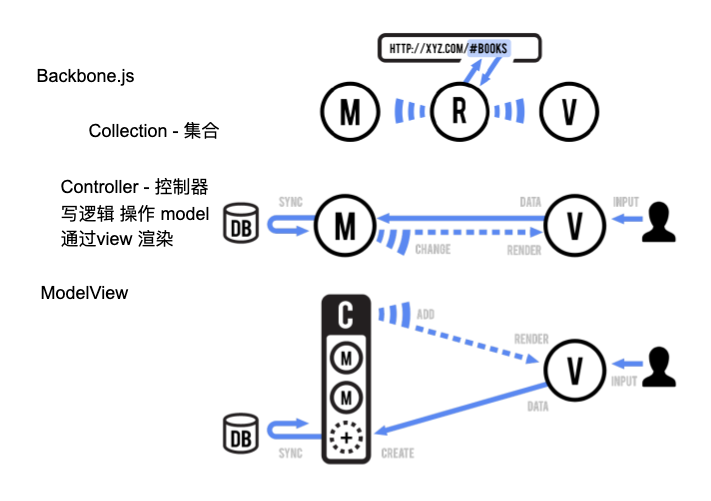 HTTP://XYZ.COM/#BOOKS
Backbone.js
M
R
V
Collection - 集合
Controller - 控制器
写逻辑 操作 model
通过view 渲染
SYNC
DATA
INPUT
DB
M
V
CHANGE
RENDER
ModelView
C
ADD
RENDER
M
V
INPUT
M
DATA
DB
+
SYNC
CREATE